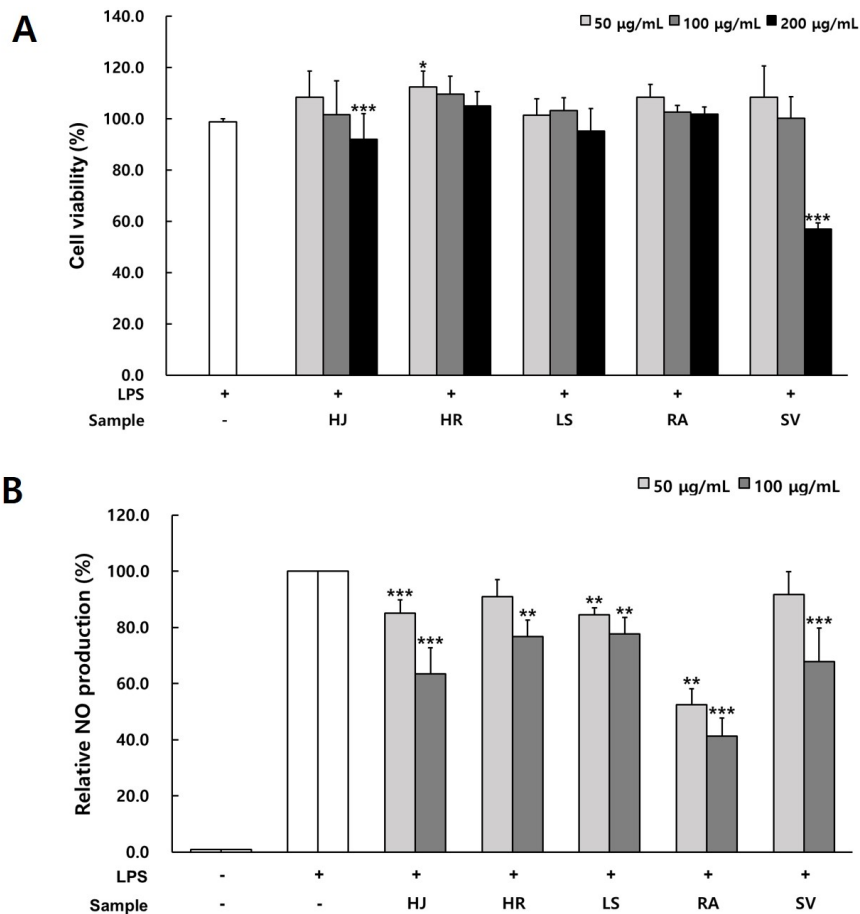 A
50 μg/mL 100 μg/mL 200 μg/mL
140.0
120.0
100.0
80.0
60.0
40.0
20.0
0.0
Cell viability (%)
* *** ***
LPS + + + + + +
Sample - HJ HR LS RA SV
B
50 μg/mL 100 μg/mL
120.0
100.0
80.0
60.0
40.0
20.0
0.0
Relative NO production (%)
*** *** ** ** ** ** *** ***
LPS - + + + + + +
Sample - - HJ HR LS RA SV